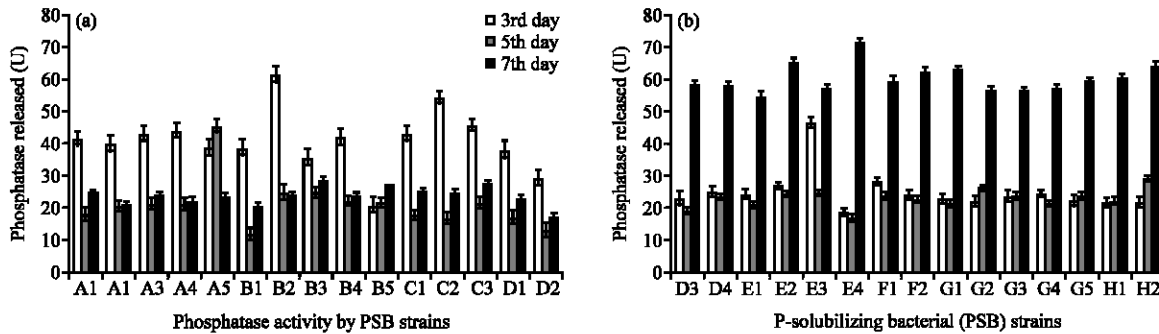 (a)
3rd day
5th day
7th day
Phosphatase released (U)
80
70
60
50
40
30
20
10
0
A1 A1 A3 A4 A5 B1 B2 B3 B4 B5 C1 C2 C3 D1 D2
Phosphatase activity by PSB strains
(b)
Phosphatase released (U)
80
70
60
50
40
30
20
10
0
D3 D4 E1 E2 E3 E4 F1 F2 G1 G2 G3 G4 G5 H1 H2
P-solubilizing bacterial (PSB) strains